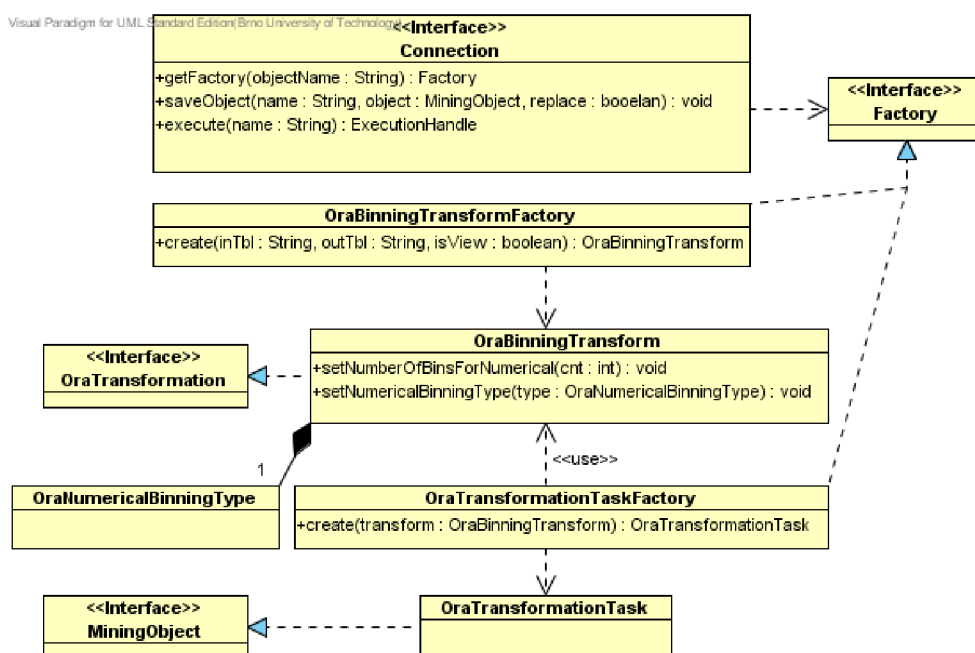 Visual Paradigm for UML Standard Edition(Brno University of Technology)
<<Interface>>
Connection
+getFactory(objectName : String) : Factory
+saveObject(name : String, object : MiningObject, replace : booelan) : void
+execute(name : String) : ExecutionHandle
<<Interface>>
Factory
OraBinningTransformFactory
+create(inTbl : String, outTbl : String, isView : boolean) : OraBinningTransform
OraBinningTransform
+setNumberOfBinsForNumerical(cnt : int) : void
+setNumericalBinningType(type : OraNumericalBinningType) : void
<<Interface>>
OraTransformation
1
<<use>>
OraNumericalBinningType
OraTransformationTaskFactory
+create(transform : OraBinningTransform) : OraTransformationTask
<<Interface>>
MiningObject
OraTransformationTask